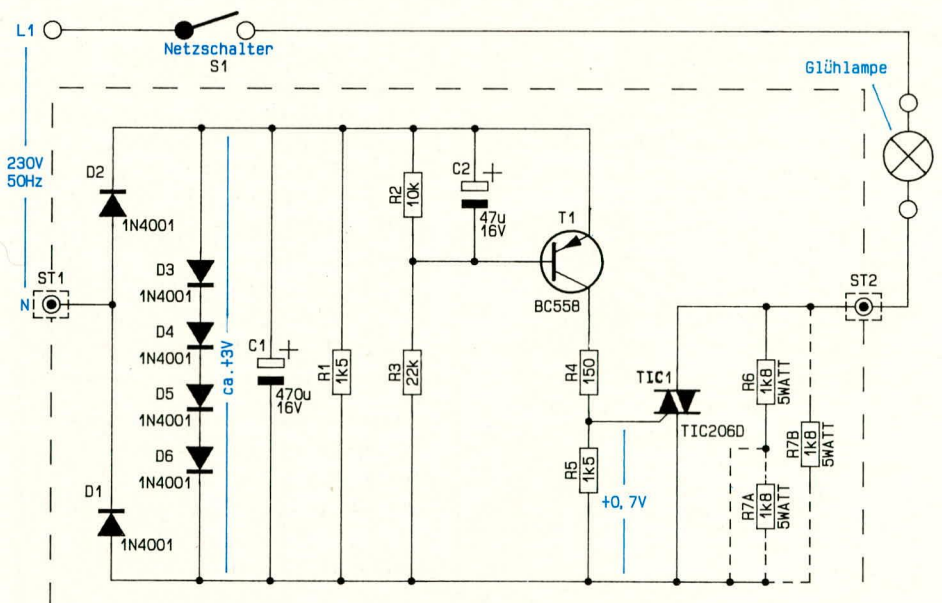 L1
Netzschalter
S1
Glühlampe
230V
50Hz
D2
1N4001
R2
10k
C2
+
47u
16V
T1
BC558
ST1
N
D3
1N4001
D4
1N4001
D5
1N4001
D6
1N4001
ca.+3V
C1
+
470u
16V
R1
1k5
R3
22k
R4
150
TIC1
TIC206D
ST2
R6
1k8
5WATT
R7B
1k8
5WATT
R5
1k5
+0,7V
R7A
1k8
5WATT
D1
1N4001